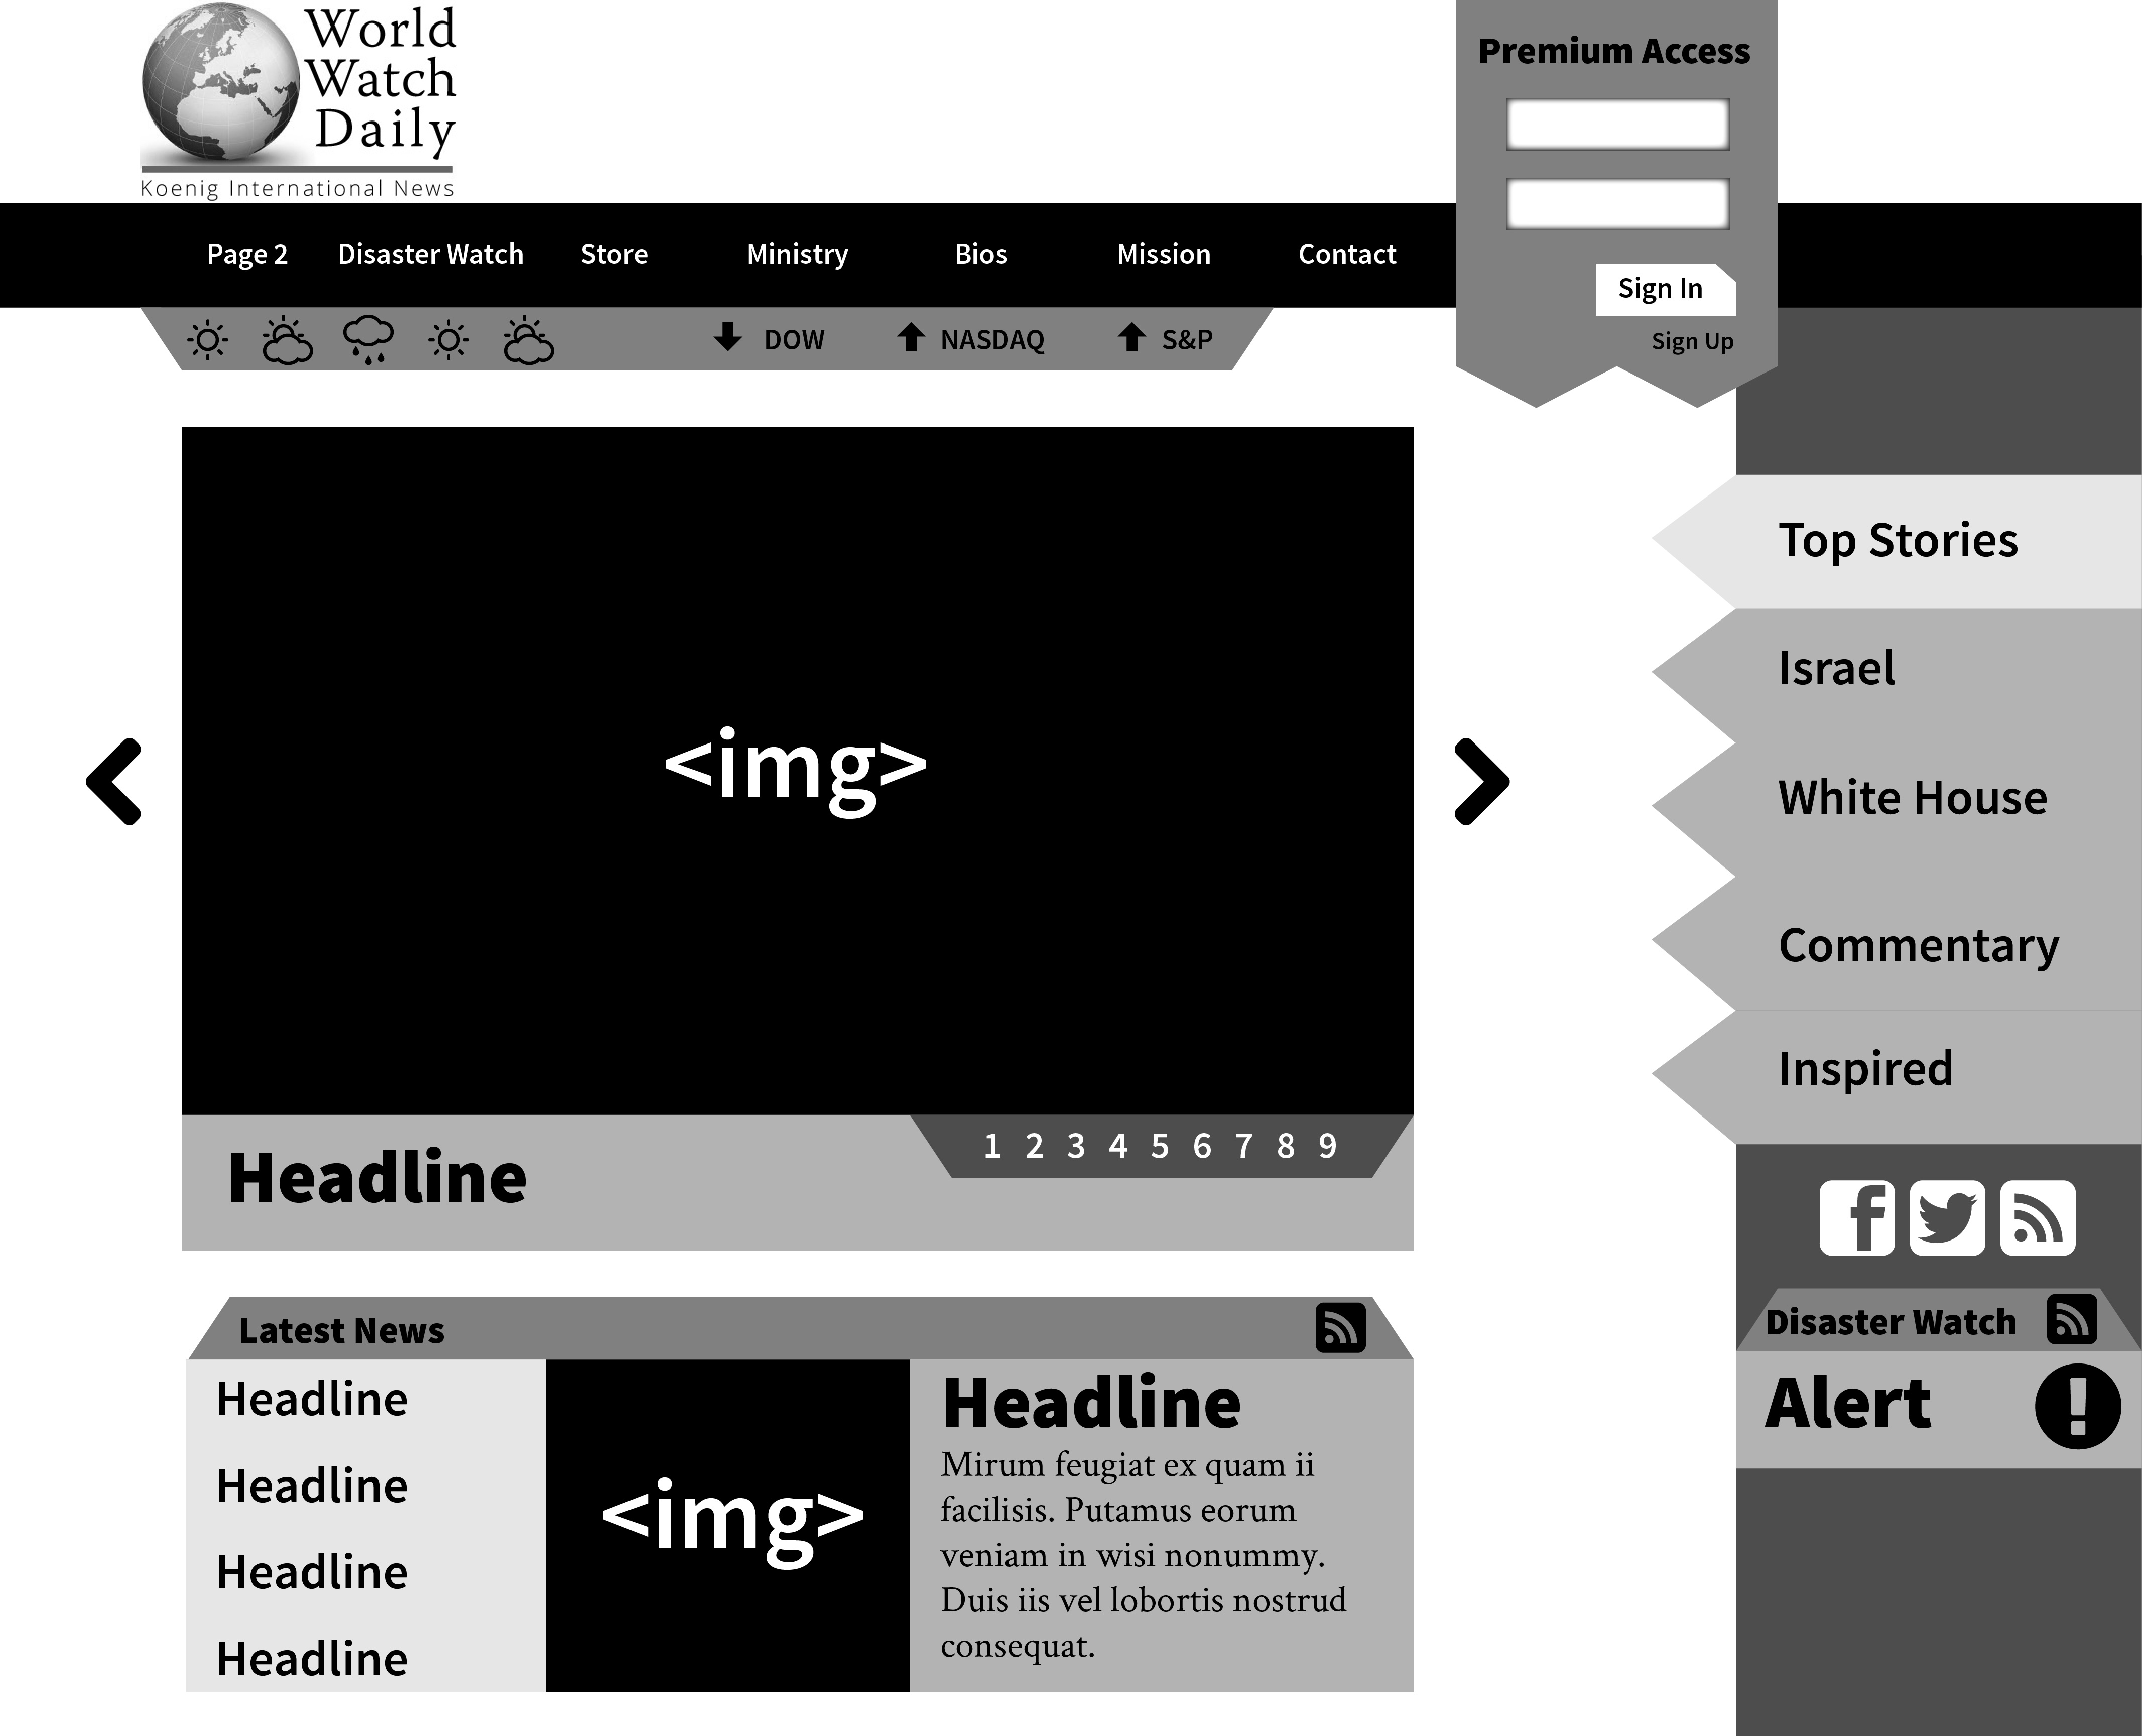 World
Watch
Daily
Koenig International News
Premium Access
Sign In
Sign Up
Page 2 Disaster Watch Store Ministry Bios Mission Contact
DOW NASDAQ S&P
<img>
Headline
1 2 3 4 5 6 7 8 9
Top Stories
Israel
White House
Commentary
Inspired
f
Disaster Watch
Alert
!
Latest News
Headline
Headline
Headline
Headline
<img>
Headline
Mirum feugiat ex quam ii
facilisis. Putamus eorum
veniam in wisi nonummy.
Duis iis vel lobortis nostrud
consequat.